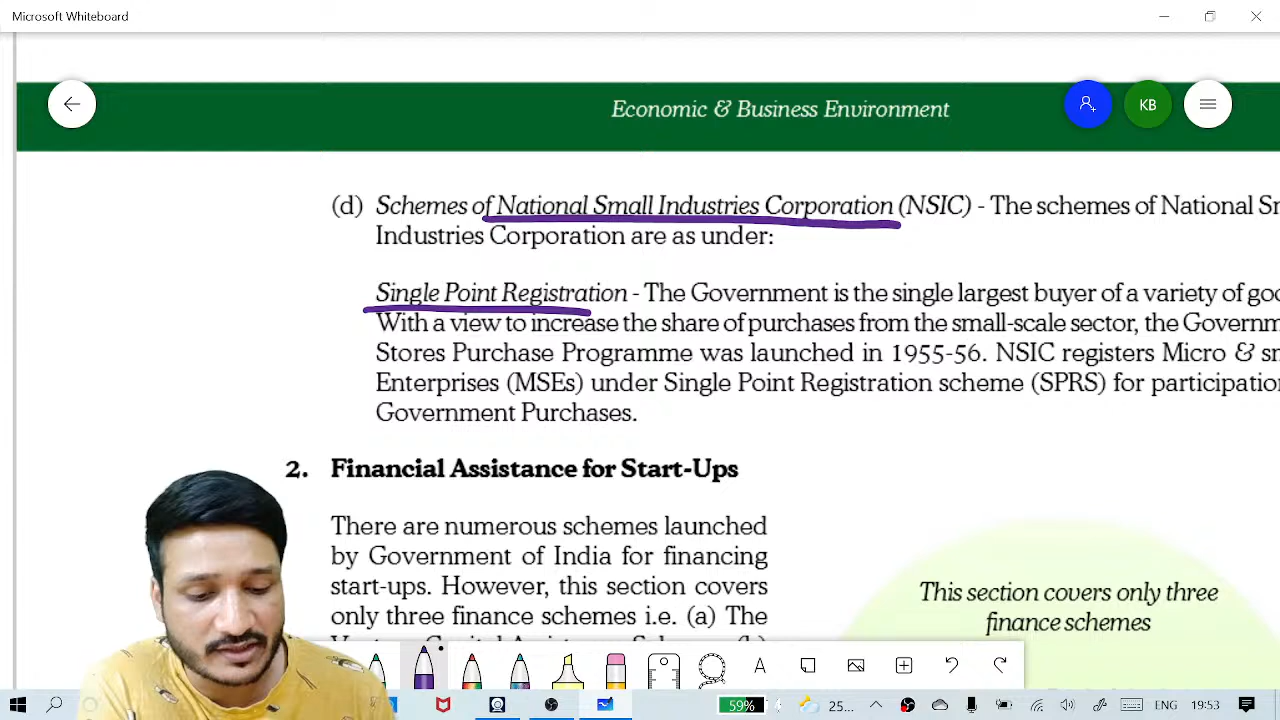 Microsoft Whiteboard
Economic & Business Environment
KB
(d) Schemes of National Small Industries Corporation (NSIC) - The schemes of National
Industries Corporation are as under:
Single Point Registration - The Government is the single largest buyer of a variety of
With a view to increase the share of purchases from the small-scale sector, the
Stores Purchase Programme was launched in 1955-56. NSIC registers Micro &
Enterprises (MSEs) under Single Point Registration scheme (SPRS) for
Government Purchases.
2. Financial Assistance for Start-Ups
There are numerous schemes launched
by Government of India for financing
start-ups. However, this section covers
only three finance schemes i.e. (a) The
This section covers only three
finance schemes
A
59%
25...
ENG
19:53